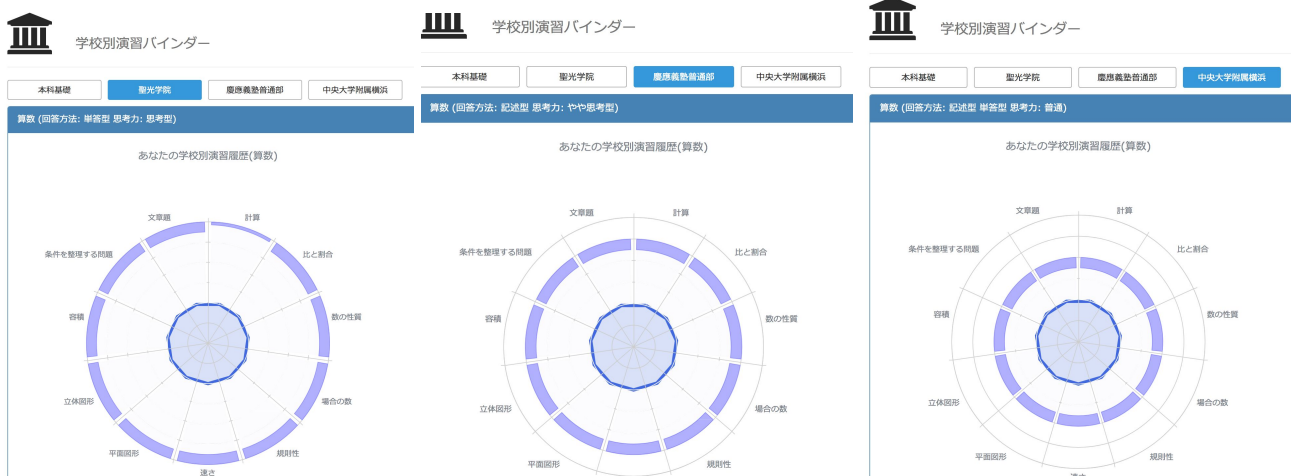 学校別演習バインダー
本科基礎
聖光学院
慶應義塾普通部
中央大学附属横浜
算数 (回答方法: 単答型 思考力: 思考型)
あなたの学校別演習履歴(算数)
文章題
計算
条件を整理する問題
比と割合
容積
数の性質
立体図形
場合の数
平面図形
規則性
速さ
学校別演習バインダー
本科基礎
聖光学院
慶應義塾普通部
中央大学附属横浜
算数 (回答方法: 記述型 思考力: やや思考型)
あなたの学校別演習履歴(算数)
文章題
計算
条件を整理する問題
比と割合
容積
数の性質
立体図形
場合の数
平面図形
規則性
学校別演習バインダー
本科基礎
聖光学院
慶應義塾普通部
中央大学附属横浜
算数 (回答方法: 記述型 単答型 思考力: 普通)
あなたの学校別演習履歴(算数)
文章題
計算
条件を整理する問題
比と割合
容積
数の性質
立体図形
場合の数
平面図形
規則性
速さ